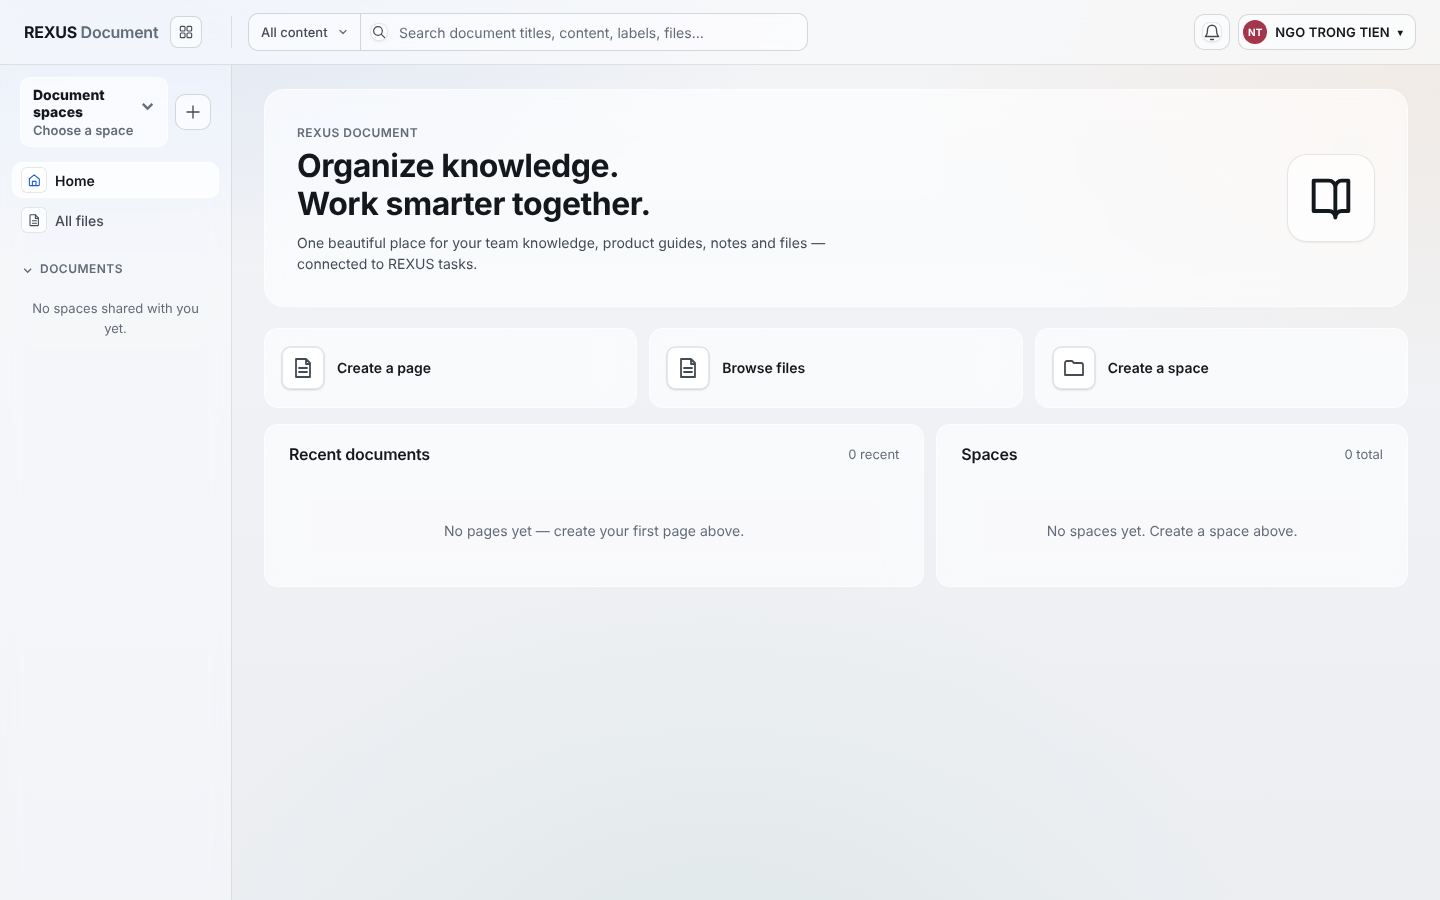 REXUS Document
All content
Search document titles, content, labels, files...
NT
NGO TRONG TIEN
Document
spaces
Choose a space
Home
All files
DOCUMENTS
No spaces shared with you
yet.
REXUS DOCUMENT
Organize knowledge.
Work smarter together.
One beautiful place for your team knowledge, product guides, notes and files —
connected to REXUS tasks.
Create a page
Browse files
Create a space
Recent documents
0 recent
No pages yet — create your first page above.
Spaces
0 total
No spaces yet. Create a space above.